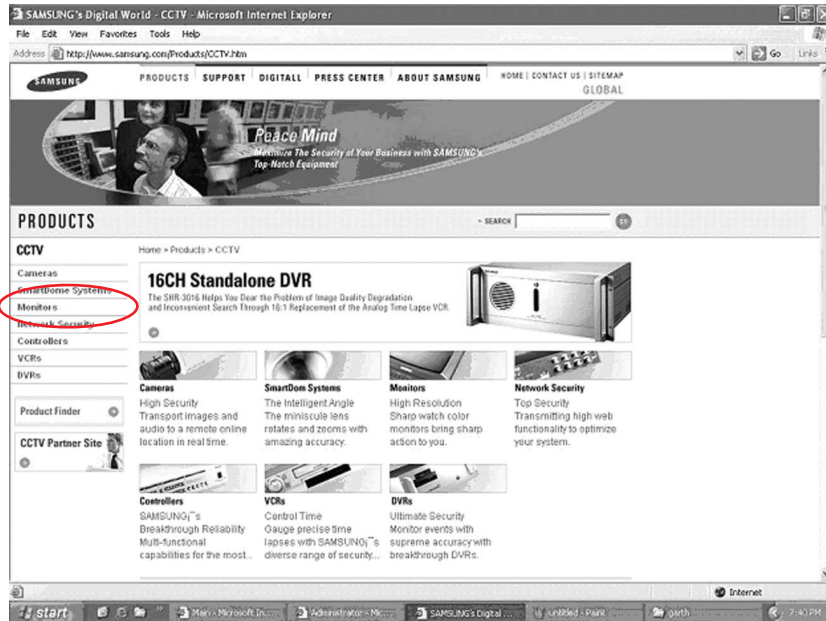 SAMSUNG's Digital World - CCTV - Microsoft Internet Explorer
File Edit View Favorites Tools Help
Address http://www.samsung.com/Products/CCTV.htm Go Links
SAMSUNG PRODUCTS SUPPORT DIGITALL PRESS CENTER ABOUT SAMSUNG HOME | CONTACT US | SITEMAP
GLOBAL
Peace Mind
Maximize The Security of Your Business with SAMSUNG's
Top-Notch Equipment
PRODUCTS
SEARCH GO
CCTV
Home > Products > CCTV
Cameras
SmartDome Systems
Monitors
Network Security
Controllers
VCRs
DVRs
Product Finder
CCTV Partner Site
16CH Standalone DVR
The SHR-3016 Helps You Dear the Problem of Image Quality Degradation
and Inconvenient Search Through 16:1 Replacement of the Analog Time Lapse VCR.
Cameras
High Security
Transport images and
audio to a remote online
location in real time.
SmartDom Systems
The Intelligent Angle
The miniscule lens
rotates and zooms with
amazing accuracy.
Monitors
High Resolution
Sharp watch color
monitors bring sharp
action to you.
Network Security
Top Security
Transmitting high web
functionality to optimize
your system.
Controllers
SAMSUNG¡¯s
Breakthrough Reliability
Multi-functional
capabilities for the most...
VCRs
Control Time
Gauge precise time
lapses with SAMSUNG¡¯s
diverse range of security...
DVRs
Ultimate Security
Monitor events with
supreme accuracy with
breakthrough DVRs.
Internet
start Main - Microsoft In... Administrator - Mic... SAMSUNG's Digital ... untitled - Paint garth 7:40 PM